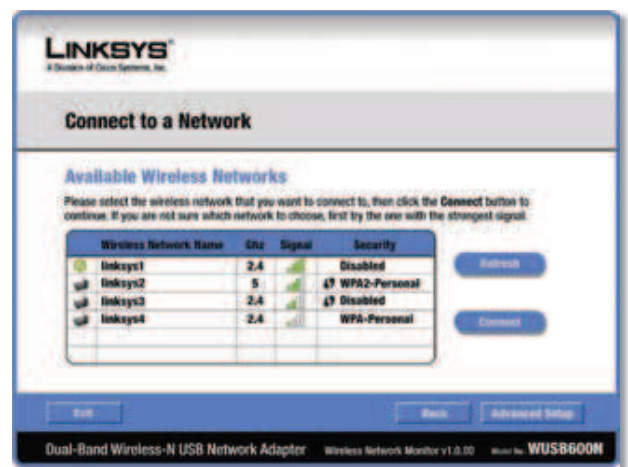 LINKSYS®
A Division of Cisco Systems, Inc.
Connect to a Network
Available Wireless Networks
Please select the wireless network that you want to connect to, then click the Connect button to
continue. If you are not sure which network to choose, first try the one with the strongest signal.
Wireless Network Name Ghz Signal Security
linksys1 2.4 Disabled
linksys2 5 WPA2-Personal
linksys3 2.4 Disabled
linksys4 2.4 WPA-Personal
Refresh
Connect
Exit
Back
Advanced Setup
Dual-Band Wireless-N USB Network Adapter Wireless Network Monitor v1.0.00 Model No. WUSB600N